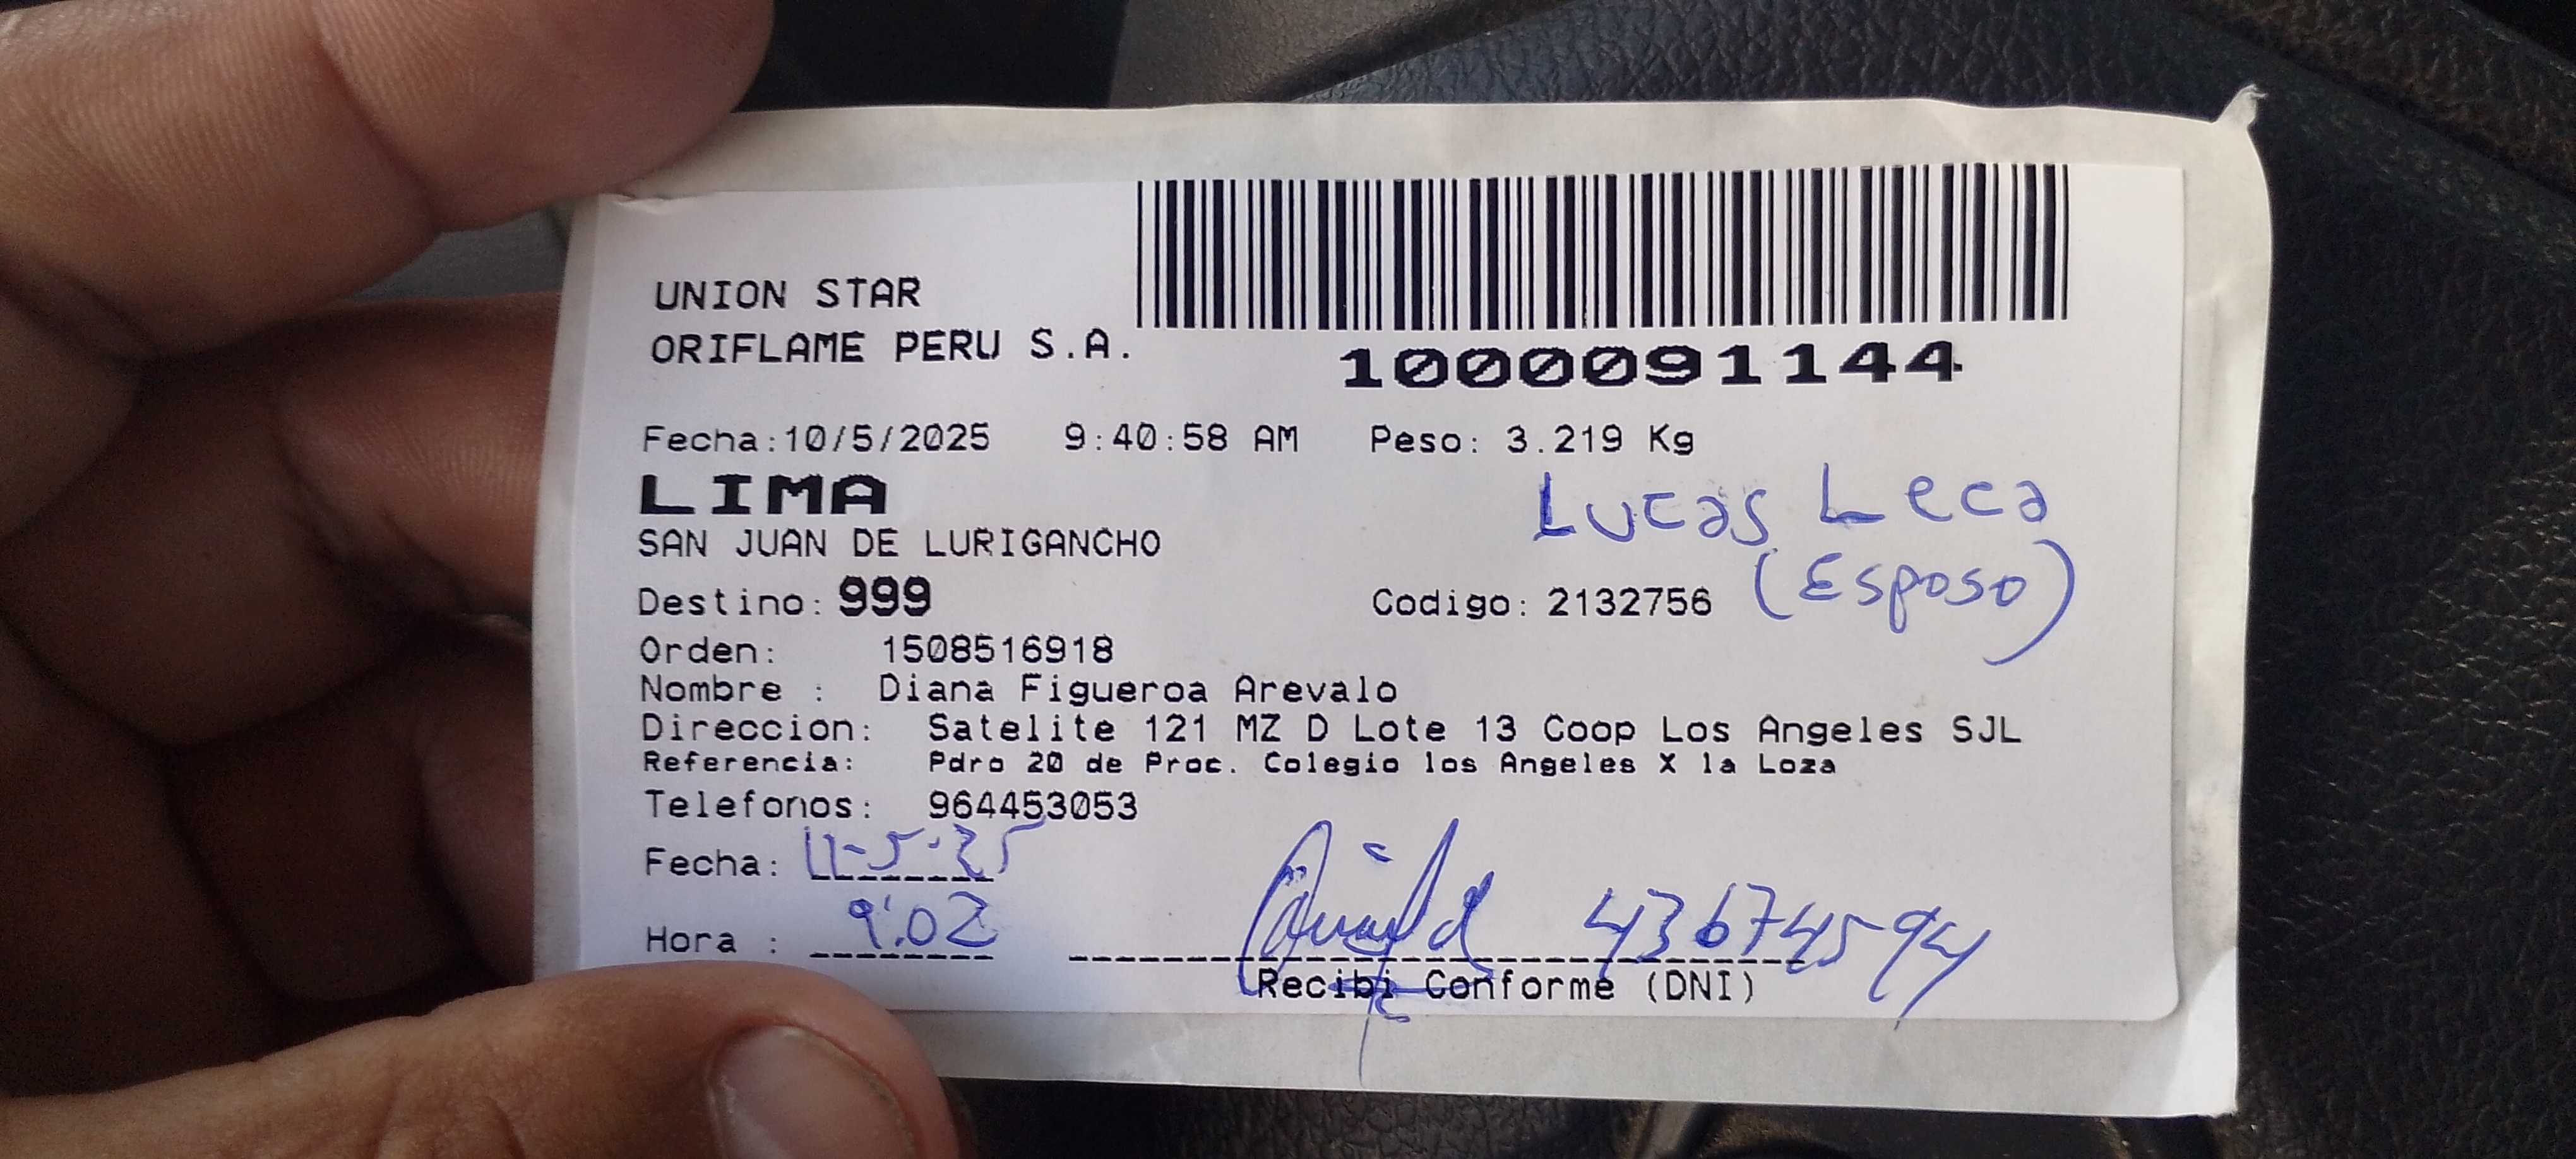 UNION STAR
ORIFLAME PERU S.A.
1000091144
Fecha:10/5/2025 9:40:58 AM Peso: 3.219 Kg
LIMA
SAN JUAN DE LURIGANCHO
Lucas Leca
(Esposo)
Destino: 999 Codigo: 2132756
Orden: 1508516918
Nombre : Diana Figueroa Arevalo
Direccion: Satelite 121 MZ D Lote 13 Coop Los Angeles SJL
Referencia: Pdro 20 de Proc. Colegio los Angeles X la Loza
Telefonos: 964453053
Fecha: 11-5-25
Hora : 9:02
43674594
Recibi Conforme (DNI)